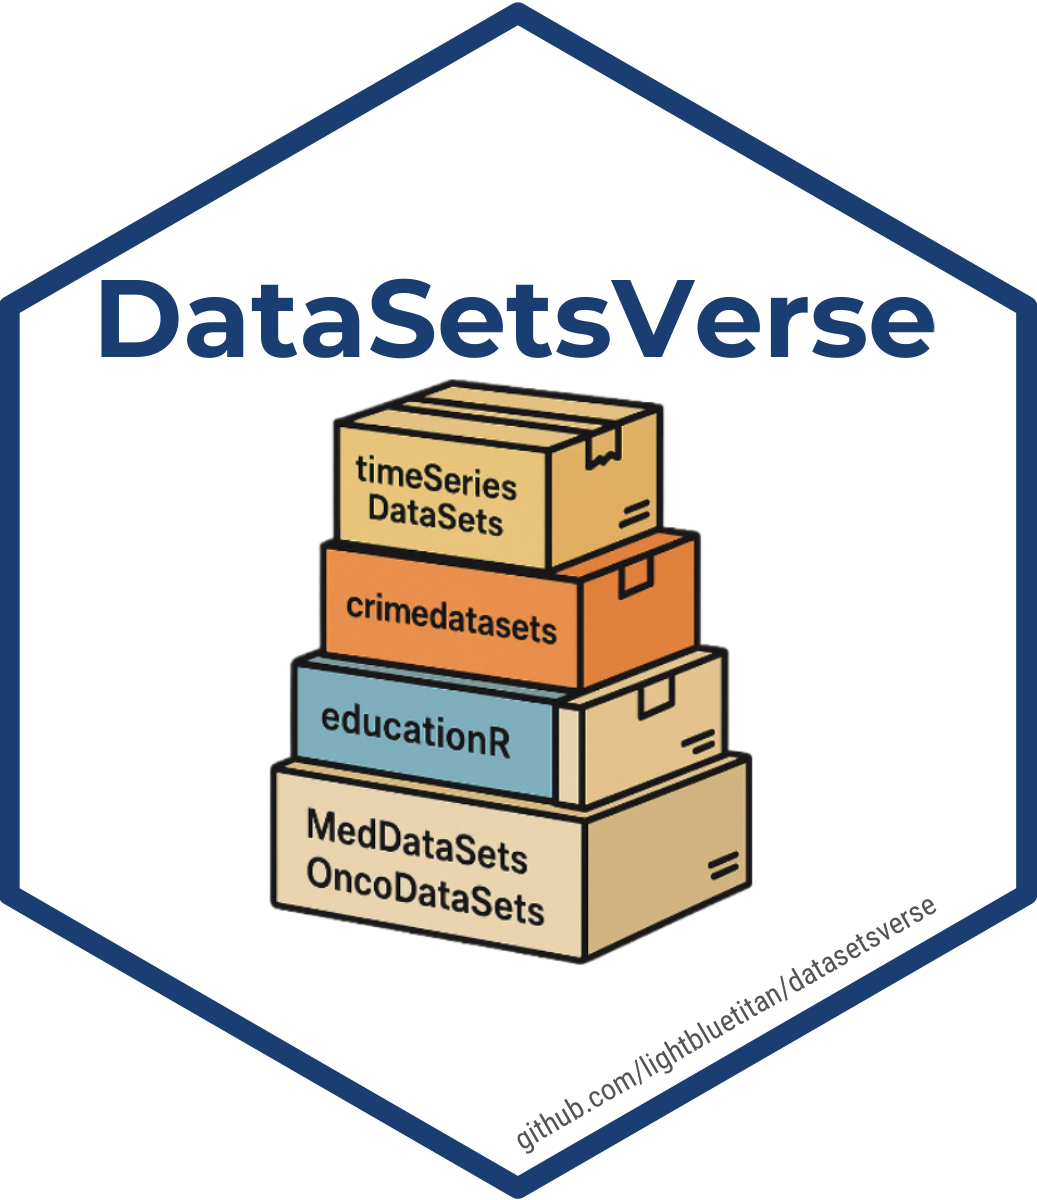 DataSetsVerse
timeSeries
DataSets
crimedatasets
educationR
MedDataSets
OncoDataSets
github.com/lightbluetitan/datasetsverse